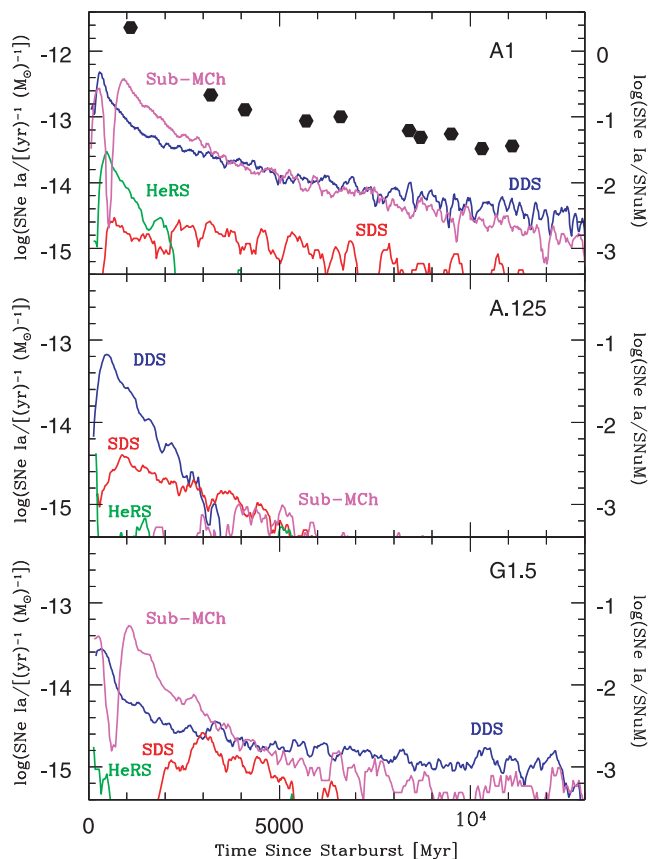 A1
0
-12
Sub-MCh
-13
-1
HeRS
-14
-2
DDS
SDS
-15
-3
log(SNe Ia/[(yr)⁻¹ (M⊙)⁻¹])
log(SNe Ia/SNuM)
A.125
-13
-1
DDS
-14
-2
SDS
Sub-MCh
-15
-3
HeRS
log(SNe Ia/[(yr)⁻¹ (M⊙)⁻¹])
log(SNe Ia/SNuM)
G1.5
-13
-1
Sub-MCh
-14
-2
DDS
SDS
-15
-3
HeRS
log(SNe Ia/[(yr)⁻¹ (M⊙)⁻¹])
log(SNe Ia/SNuM)
0
5000
10⁴
Time Since Starburst [Myr]